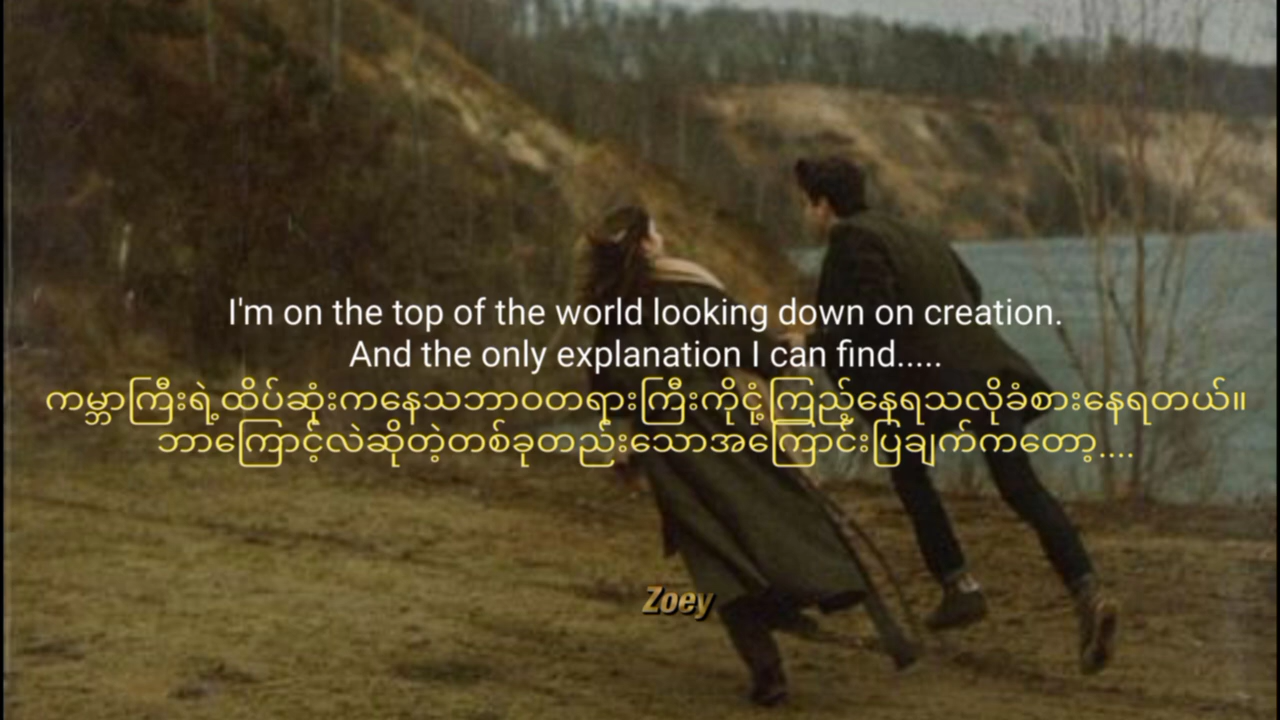 I'm on the top of the world looking down on creation.
And the only explanation I can find.....
ကမ္ဘာကြီးရဲ့ထိပ်ဆုံးကနေသဘာဝတရားကြီးကိုငုံ့ကြည့်နေရသလိုခံစားနေရတယ်။
ဘာကြောင့်လဲဆိုတဲ့တစ်ခုတည်းသောအကြောင်းပြချက်ကတော့....
Zoey